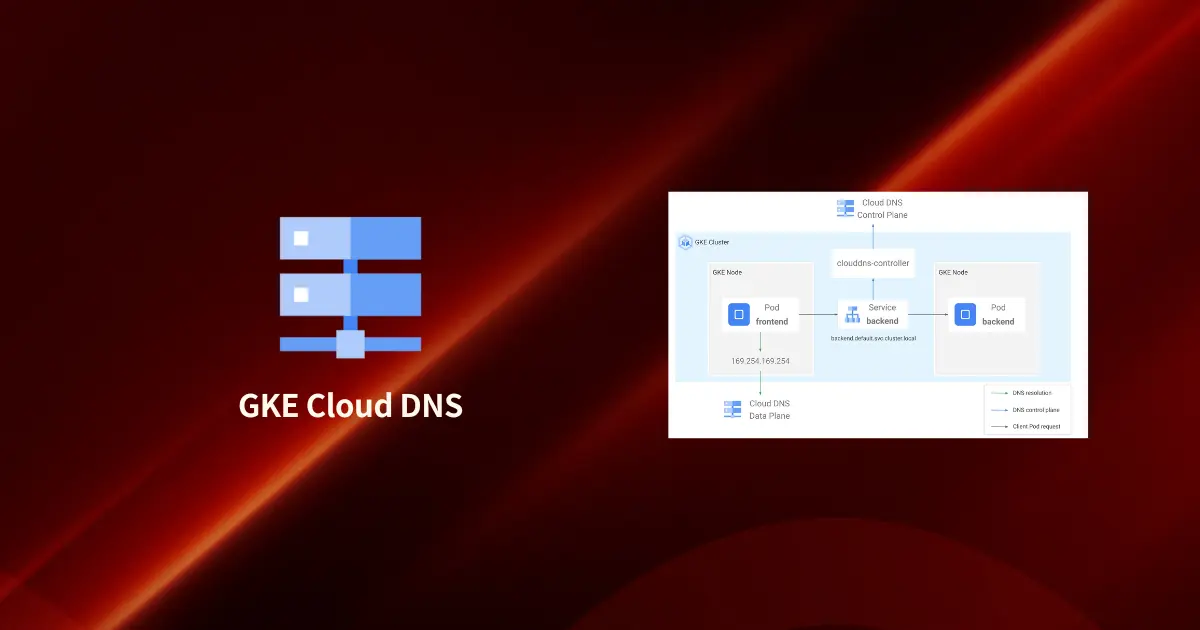 GKE Cloud DNS
Cloud DNS
Control Plane
GKE Cluster
clouddns-controller
GKE Node
Pod
frontend
169.254.169.254
Service
backend
backend.default.svc.cluster.local
GKE Node
Pod
backend
Cloud DNS
Data Plane
DNS resolution
DNS control plane
Client Pod request